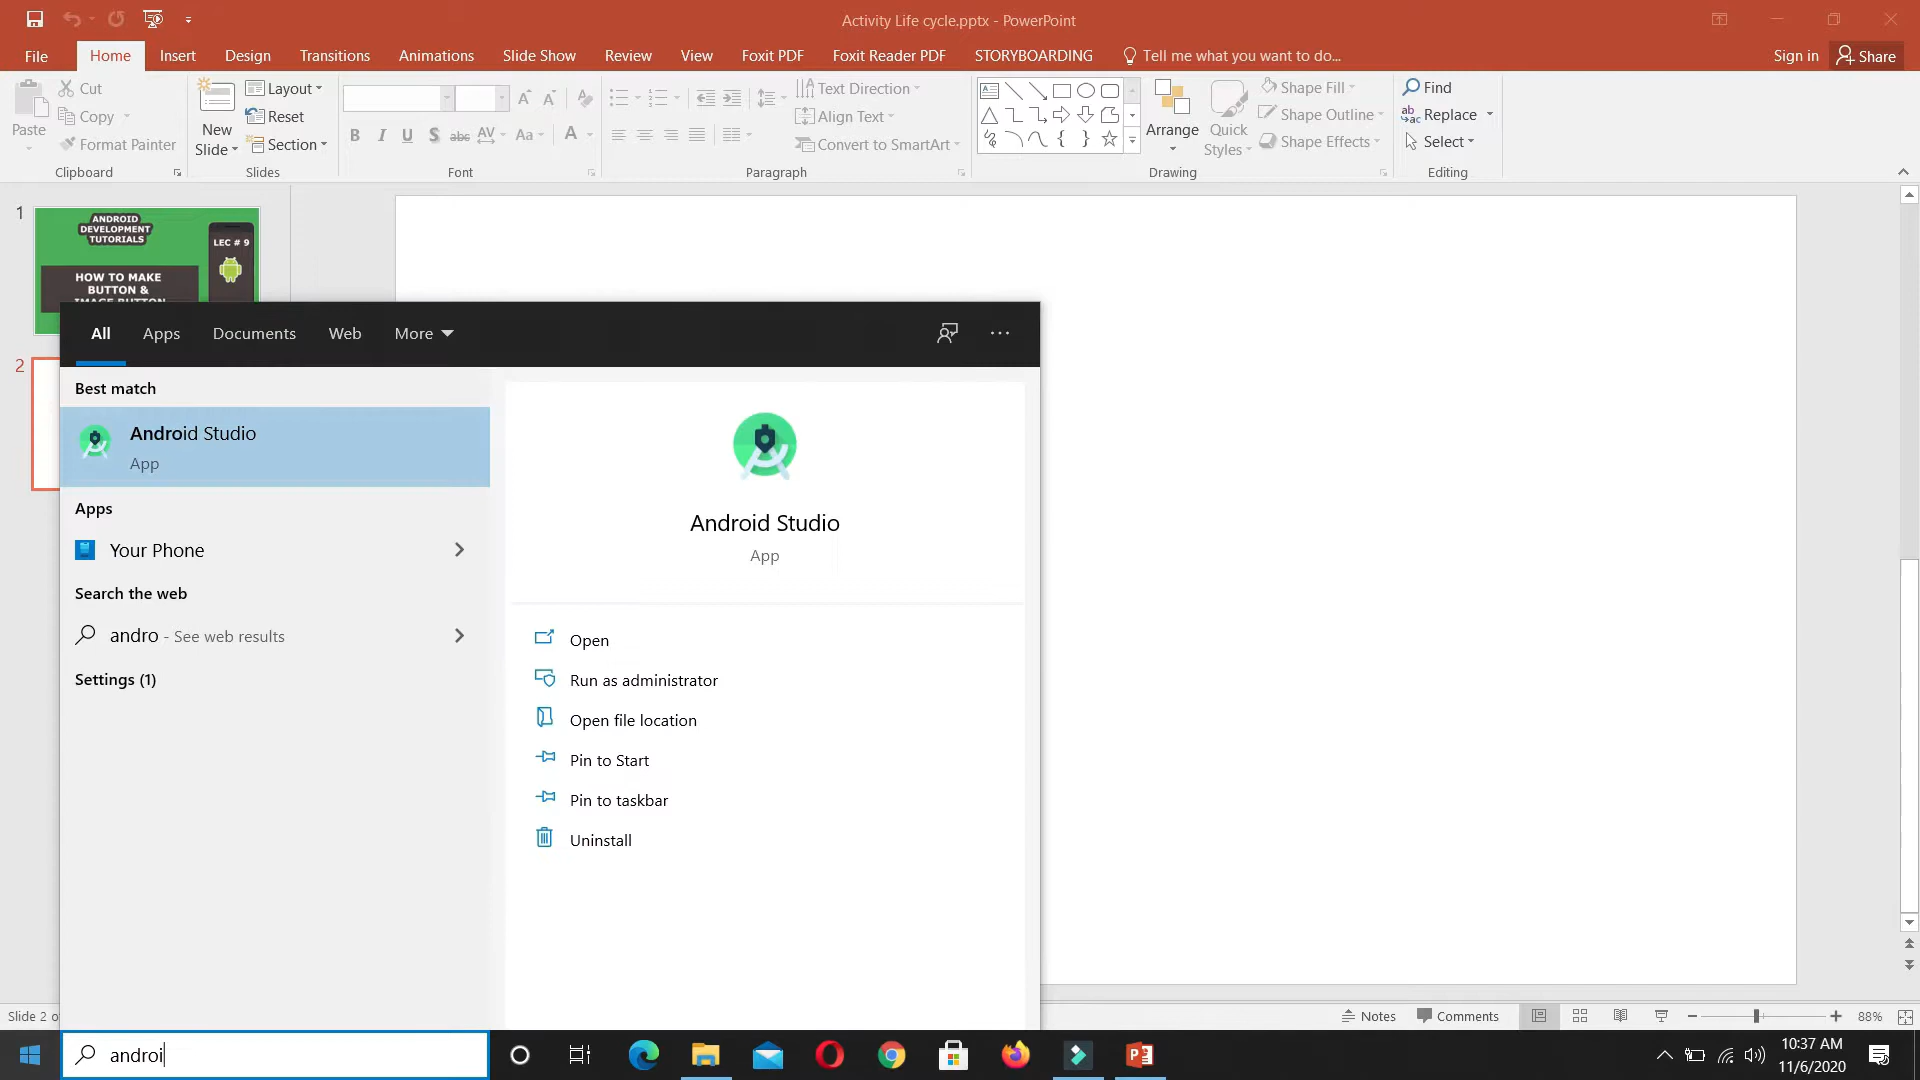 Activity Life cycle.pptx - PowerPoint
File Home Insert Design Transitions Animations Slide Show Review View Foxit PDF Foxit Reader PDF STORYBOARDING Tell me what you want to do... Sign in Share
Paste
Cut
Copy
Format Painter
Clipboard
New
Slide
Layout
Reset
Section
Slides
B I U S abc AV Aa A
Font
Text Direction
Align Text
Convert to SmartArt
Paragraph
Arrange
Quick
Styles
Shape Fill
Shape Outline
Shape Effects
Drawing
Find
Replace
Select
Editing
1
ANDROID
DEVELOPMENT
TUTORIALS
LEC # 9
HOW TO MAKE
BUTTON &
IMAGE BUTTON
2
All Apps Documents Web More
Best match
Android Studio
App
Apps
Your Phone
Search the web
andro - See web results
Settings (1)
Android Studio
App
Open
Run as administrator
Open file location
Pin to Start
Pin to taskbar
Uninstall
Slide 2 Notes Comments 88%
androi
10:37 AM
11/6/2020